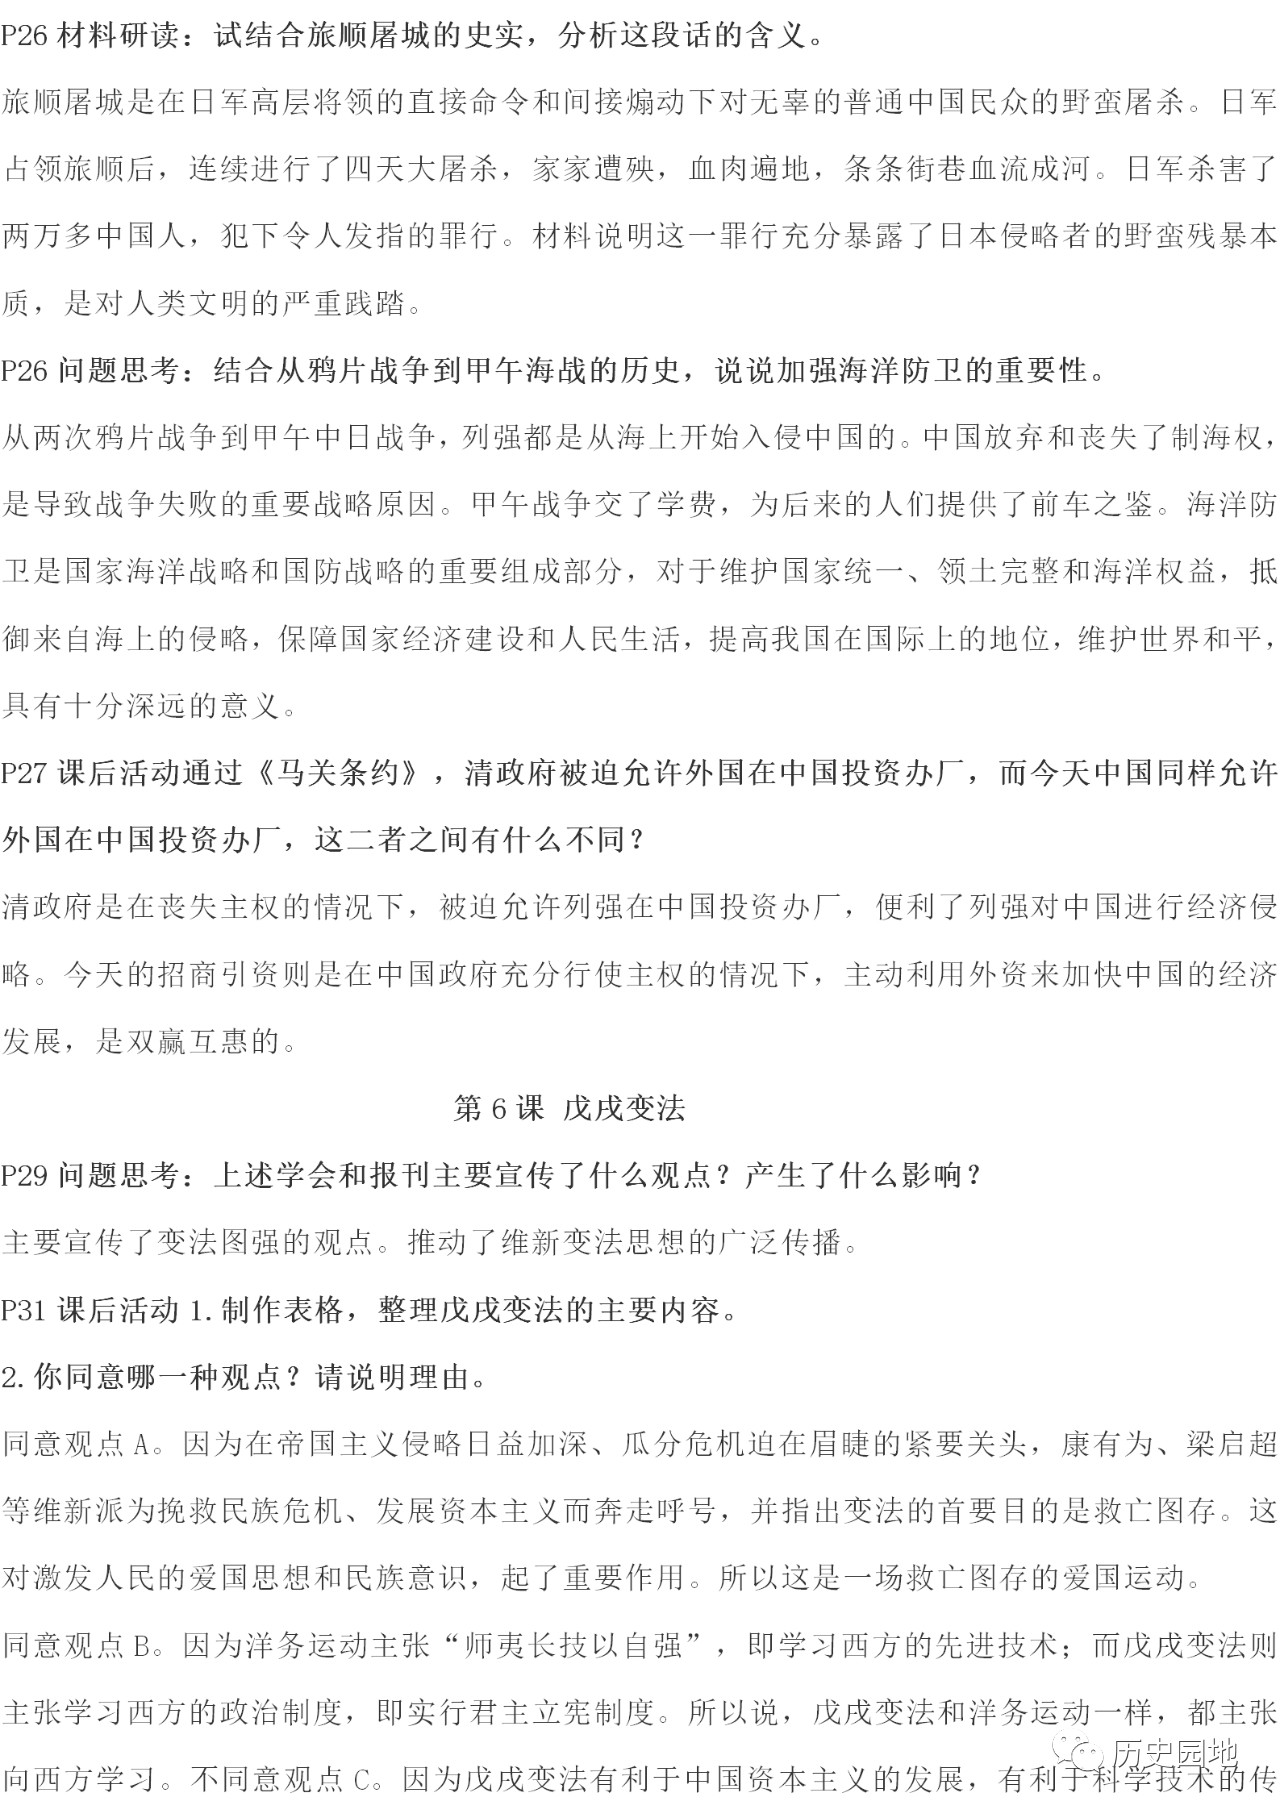 P26 材料研读：试结合旅顺屠城的史实，分析这段话的含义。
旅顺屠城是在日军高层将领的直接命令和间接煽动下对无辜的普通中国民众的野蛮屠杀。日军
占领旅顺后，连续进行了四天大屠杀，家家遭殃，血肉遍地，条条街巷血流成河。日军杀害了
两万多中国人，犯下令人发指的罪行。材料说明这一罪行充分暴露了日本侵略者的野蛮残暴本
质，是对人类文明的严重践踏。
P26 问题思考：结合从鸦片战争到甲午海战的历史，说说加强海洋防卫的重要性。
从两次鸦片战争到甲午中日战争，列强都是从海上开始入侵中国的。中国放弃和丧失了制海权，
是导致战争失败的重要战略原因。甲午战争交了学费，为后来的人们提供了前车之鉴。海洋防
卫是国家海洋战略和国防战略的重要组成部分，对于维护国家统一、领土完整和海洋权益，抵
御来自海上的侵略，保障国家经济建设和人民生活，提高我国在国际上的地位，维护世界和平，
具有十分深远的意义。
P27 课后活动通过《马关条约》，清政府被迫允许外国在中国投资办厂，而今天中国同样允许
外国在中国投资办厂，这二者之间有什么不同？
清政府是在丧失主权的情况下，被迫允许列强在中国投资办厂，便利了列强对中国进行经济侵
略。今天的招商引资则是在中国政府充分行使主权的情况下，主动利用外资来加快中国的经济
发展，是双赢互惠的。
第 6 课 戊戌变法
P29 问题思考：上述学会和报刊主要宣传了什么观点？产生了什么影响？
主要宣传了变法图强的观点。推动了维新变法思想的广泛传播。
P31 课后活动 1.制作表格，整理戊戌变法的主要内容。
2.你同意哪一种观点？请说明理由。
同意观点 A。因为在帝国主义侵略日益加深、瓜分危机迫在眉睫的紧要关头，康有为、梁启超
等维新派为挽救民族危机、发展资本主义而奔走呼号，并指出变法的首要目的是救亡图存。这
对激发人民的爱国思想和民族意识，起了重要作用。所以这是一场救亡图存的爱国运动。
同意观点 B。因为洋务运动主张“师夷长技以自强”，即学习西方的先进技术；而戊戌变法则
主张学习西方的政治制度，即实行君主立宪制度。所以说，戊戌变法和洋务运动一样，都主张
向西方学习。不同意观点 C。因为戊戌变法有利于中国资本主义的发展，有利于科学技术的传
历史园地